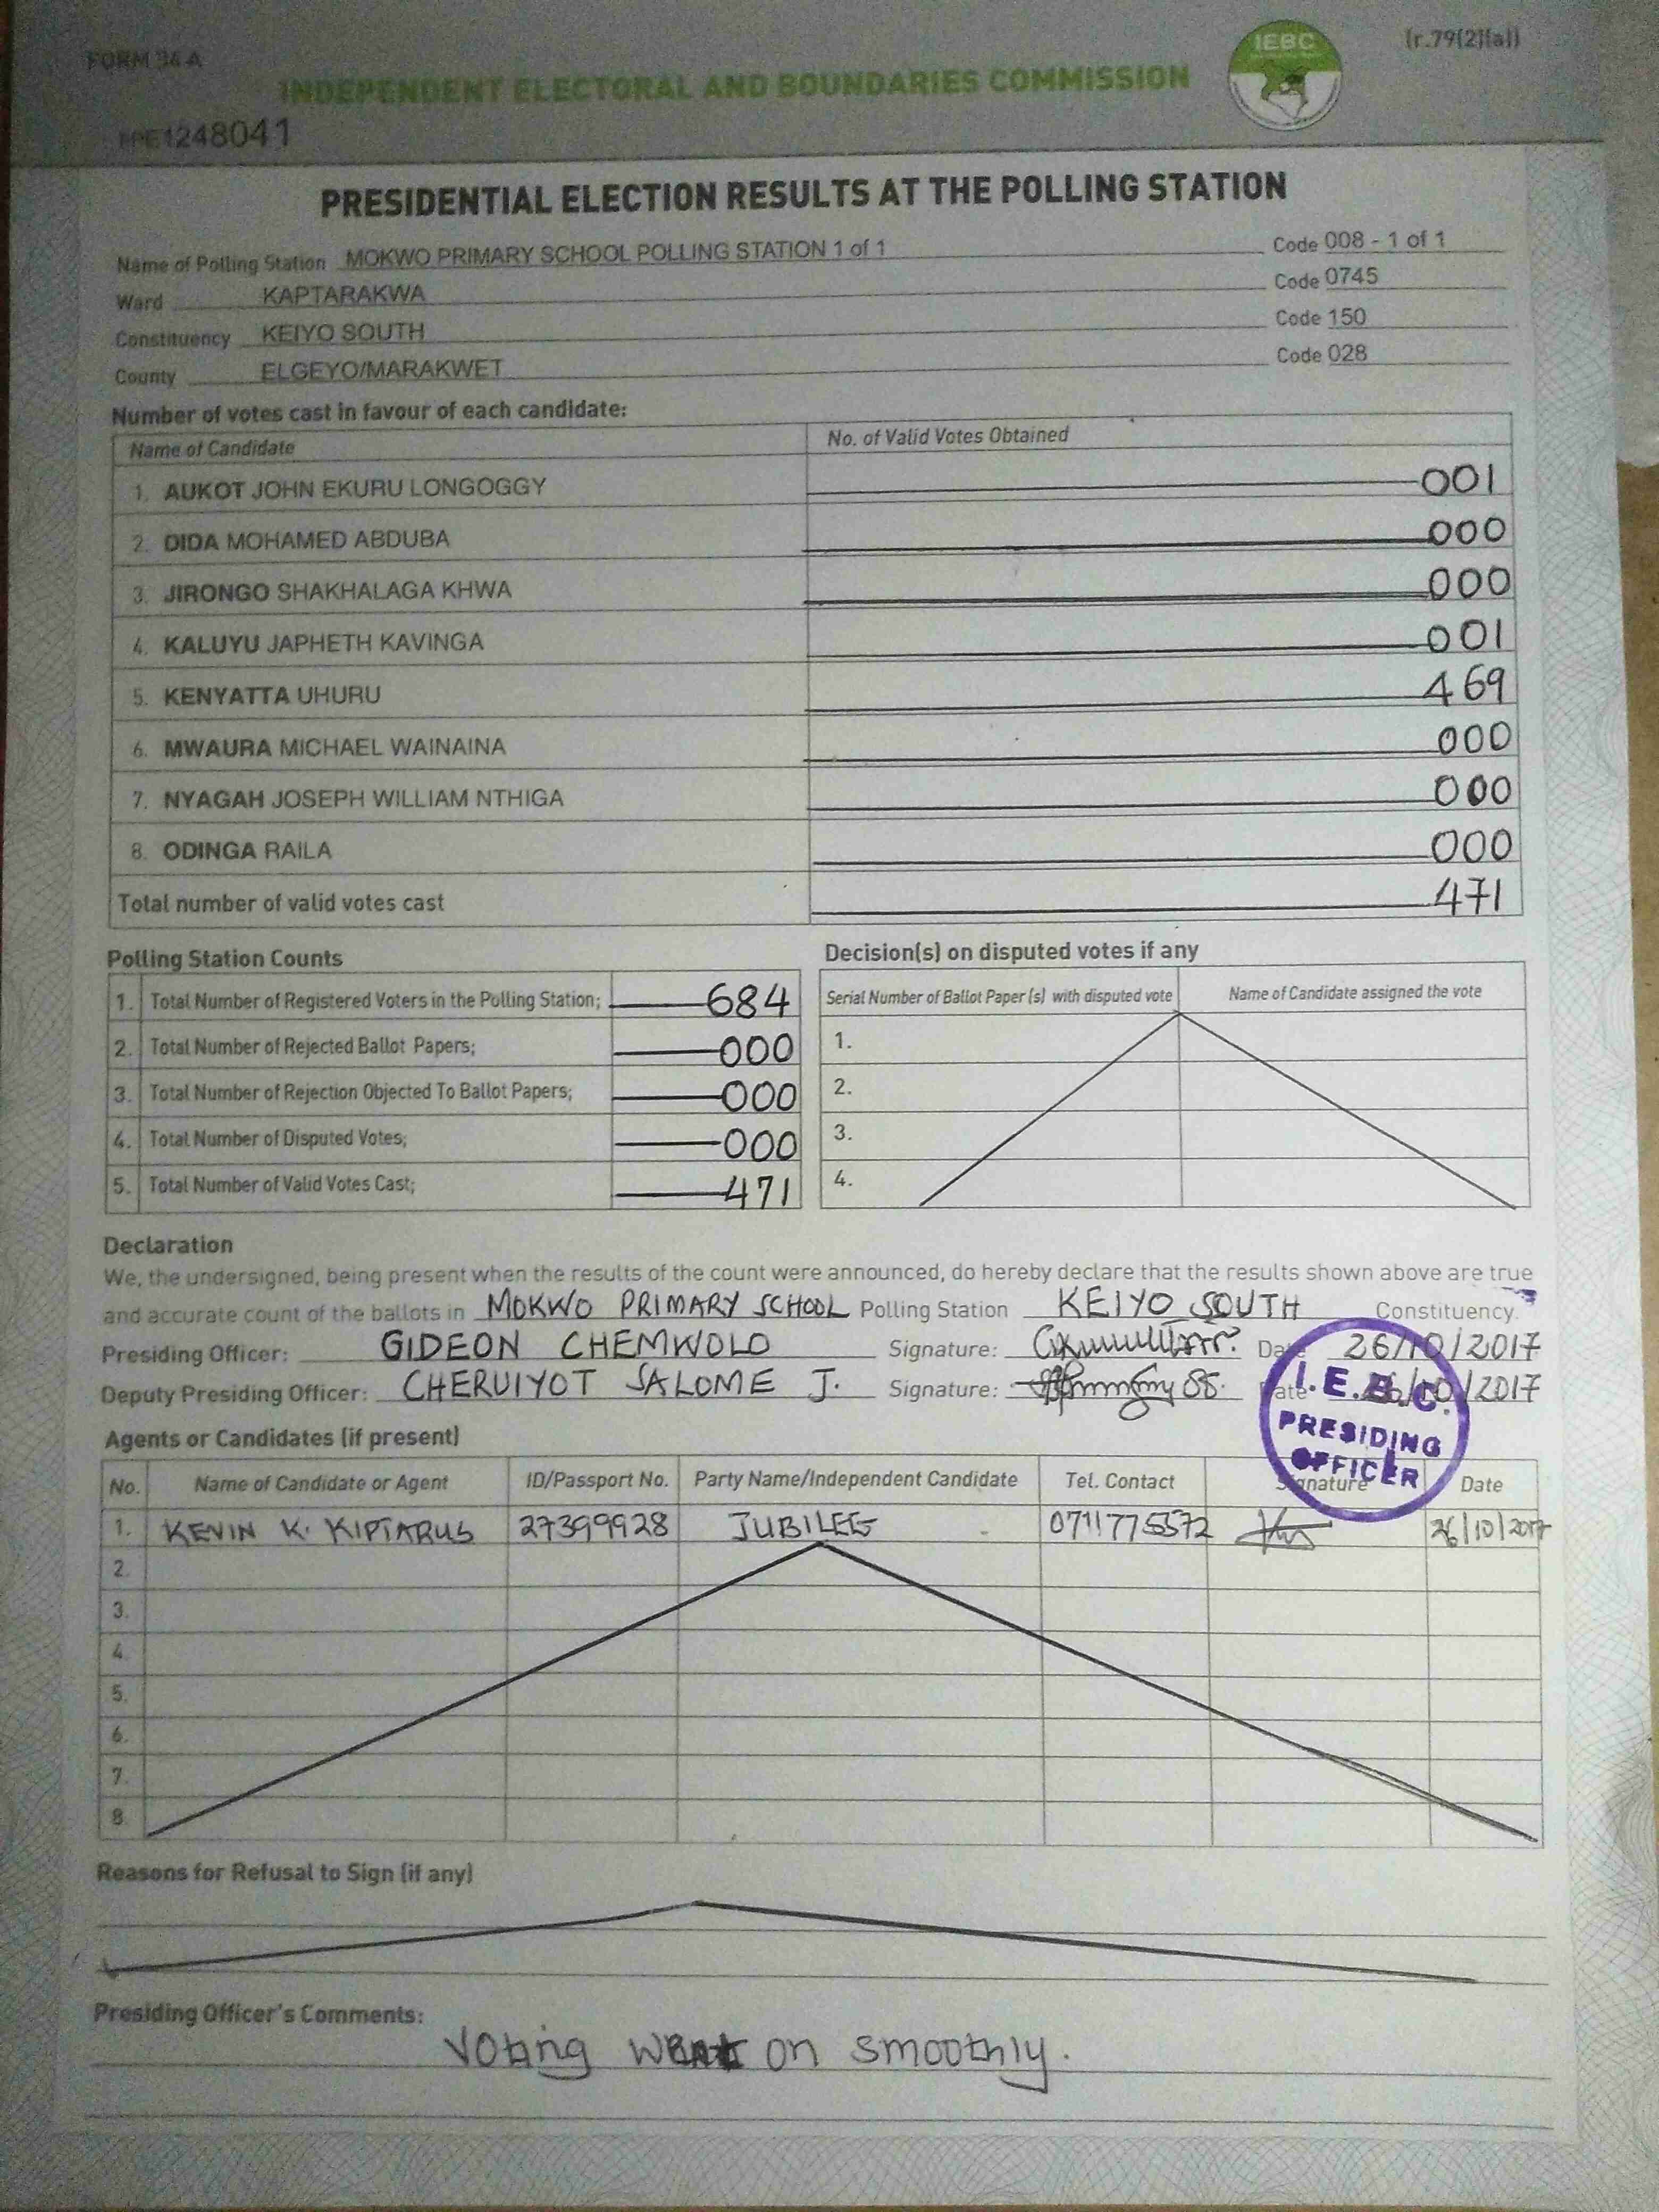 FORM 34 A
(r.79(2)(a))
IEBC
INDEPENDENT ELECTORAL AND BOUNDARIES COMMISSION
1248041
PRESIDENTIAL ELECTION RESULTS AT THE POLLING STATION
Name of Polling Station MOKWO PRIMARY SCHOOL POLLING STATION 1 of 1 Code 008 - 1 of 1
Ward KAPTARAKWA Code 0745
Constituency KEIYO SOUTH Code 150
County ELGEYO/MARAKWET Code 028
Number of votes cast in favour of each candidate:
Name of Candidate No. of Valid Votes Obtained
1. AUKOT JOHN EKURU LONGOGGY 001
2. DIDA MOHAMED ABDUBA 000
3. JIRONGO SHAKHALAGA KHWA 000
4. KALUYU JAPHETH KAVINGA 001
5. KENYATTA UHURU 469
6. MWAURA MICHAEL WAINAINA 000
7. NYAGAH JOSEPH WILLIAM NTHIGA 000
8. ODINGA RAILA 000
Total number of valid votes cast 471
Polling Station Counts
1. Total Number of Registered Voters in the Polling Station; 684
2. Total Number of Rejected Ballot Papers; 000
3. Total Number of Rejection Objected To Ballot Papers; 000
4. Total Number of Disputed Votes; 000
5. Total Number of Valid Votes Cast; 471
Decision(s) on disputed votes if any
Serial Number of Ballot Paper (s) with disputed vote Name of Candidate assigned the vote
1.
2.
3.
4.
Declaration
We, the undersigned, being present when the results of the count were announced, do hereby declare that the results shown above are true
and accurate count of the ballots in MOKWO PRIMARY SCHOOL Polling Station KEIYO SOUTH Constituency.
Presiding Officer: GIDEON CHEMWOLO Signature: Date 26/10/2017
Deputy Presiding Officer: CHERUIYOT SALOME J. Signature: Date 26/10/2017
I.E.B.C.
PRESIDING
OFFICER
Agents or Candidates (if present)
No. Name of Candidate or Agent ID/Passport No. Party Name/Independent Candidate Tel. Contact Signature Date
1. KEVIN K. KIPTARUS 27399928 JUBILEE 0711775572 26/10/2017
2.
3.
4.
5.
6.
7.
8.
Reasons for Refusal to Sign (if any)
Presiding Officer's Comments:
Voting went on smoothly.